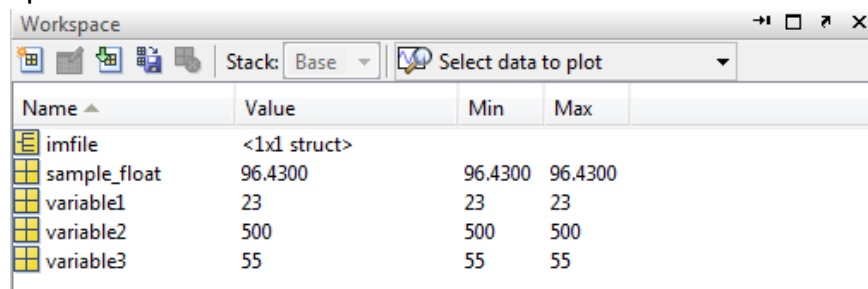 Workspace
Stack: Base Select data to plot
Name Value Min Max
imfile <1x1 struct>
sample_float 96.4300 96.4300 96.4300
variable1 23 23 23
variable2 500 500 500
variable3 55 55 55